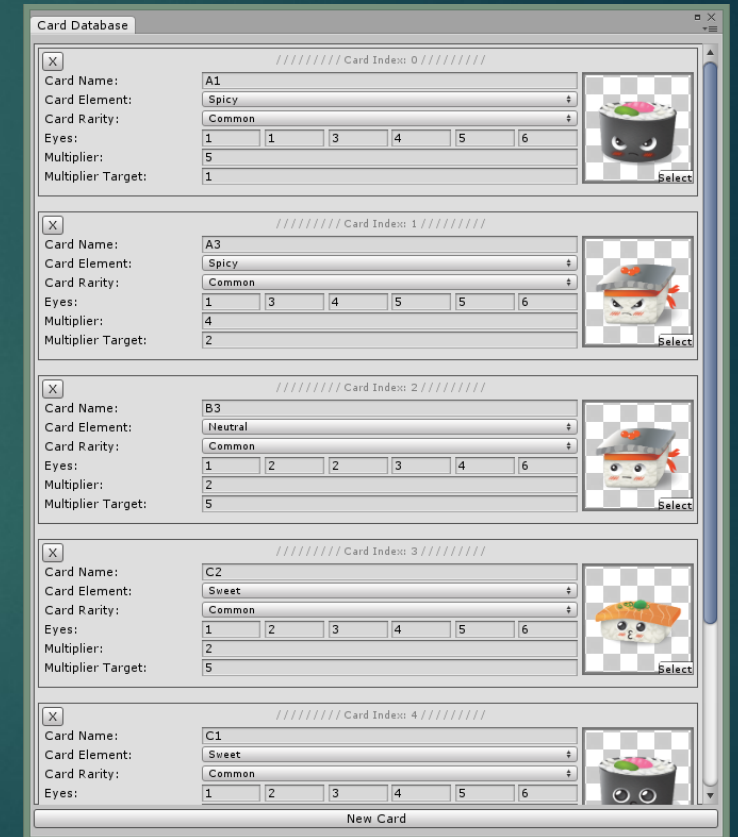 Card Database
X ///////// Card Index: 0 /////////
Card Name: A1
Card Element: Spicy
Card Rarity: Common
Eyes: 1 1 3 4 5 6
Multiplier: 5
Multiplier Target: 1
Select
X ///////// Card Index: 1 /////////
Card Name: A3
Card Element: Spicy
Card Rarity: Common
Eyes: 1 3 4 5 5 6
Multiplier: 4
Multiplier Target: 2
Select
X ///////// Card Index: 2 /////////
Card Name: B3
Card Element: Neutral
Card Rarity: Common
Eyes: 1 2 2 3 4 6
Multiplier: 2
Multiplier Target: 5
Select
X ///////// Card Index: 3 /////////
Card Name: C2
Card Element: Sweet
Card Rarity: Common
Eyes: 1 2 3 4 5 6
Multiplier: 2
Multiplier Target: 5
Select
X ///////// Card Index: 4 /////////
Card Name: C1
Card Element: Sweet
Card Rarity: Common
Eyes: 1 2 3 4 5 6
New Card